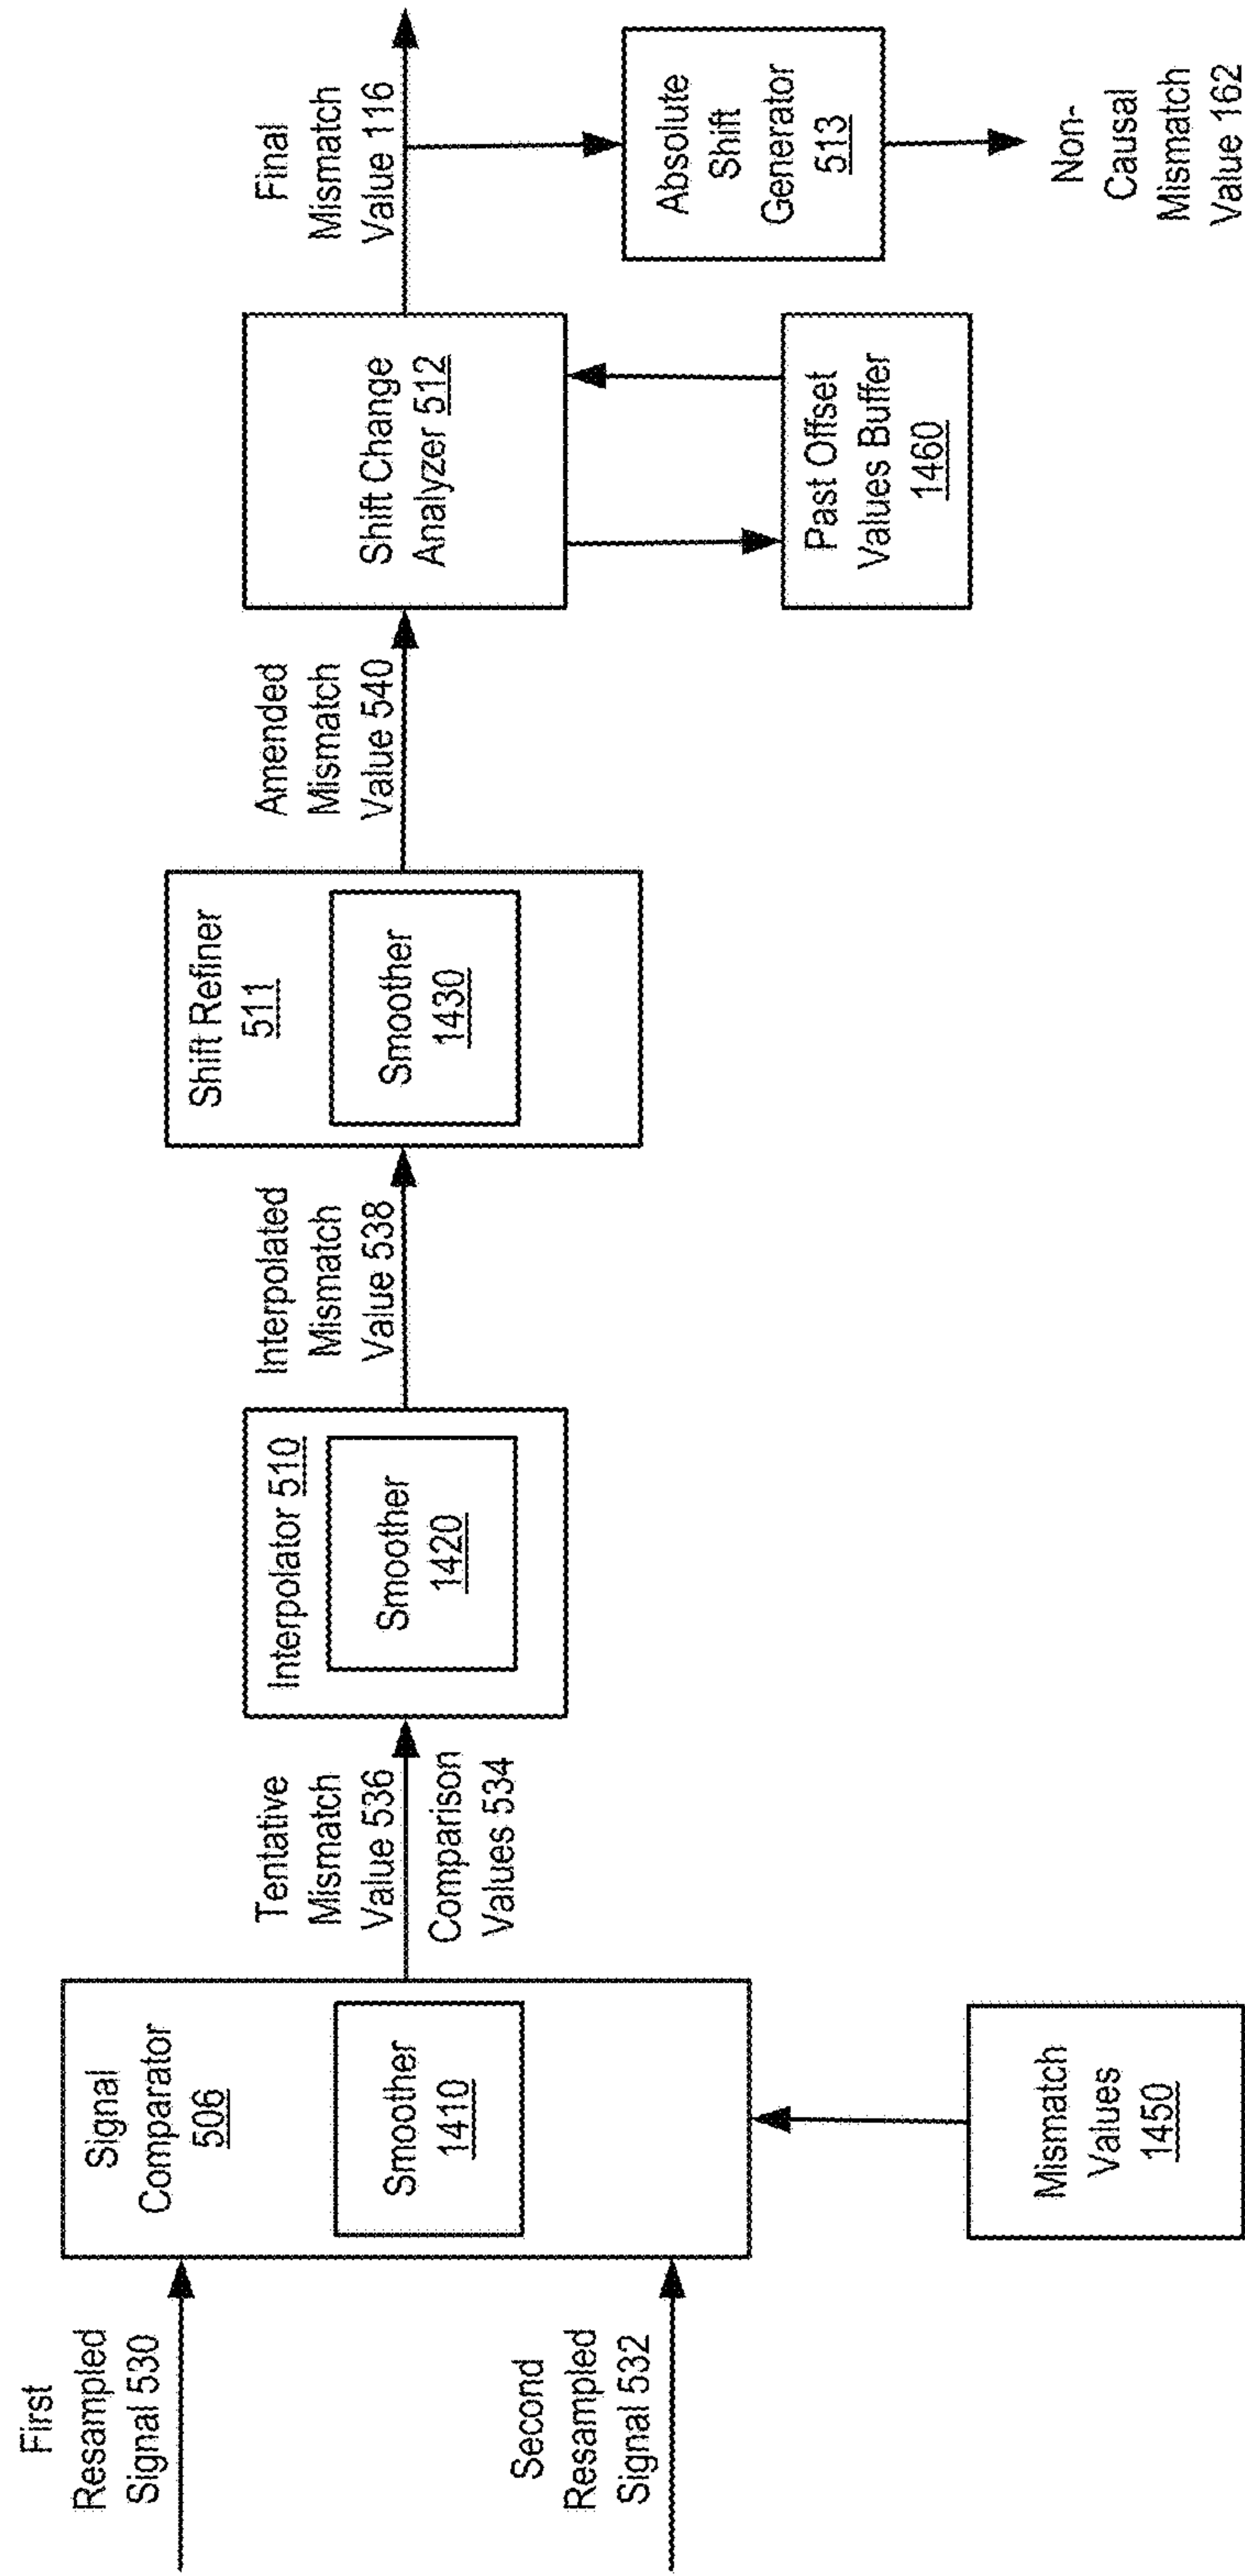 First
Resampled
Signal 530
Second
Resampled
Signal 532
Signal
Comparator
506
Smoother
1410
Mismatch
Values
1450
Tentative
Mismatch
Value 536
Comparison
Values 534
Interpolator 510
Smoother
1420
Interpolated
Mismatch
Value 538
Shift Refiner
511
Smoother
1430
Amended
Mismatch
Value 540
Shift Change
Analyzer 512
Past Offset
Values Buffer
1460
Final
Mismatch
Value 116
Absolute
Shift
Generator
513
Non-
Causal
Mismatch
Value 162